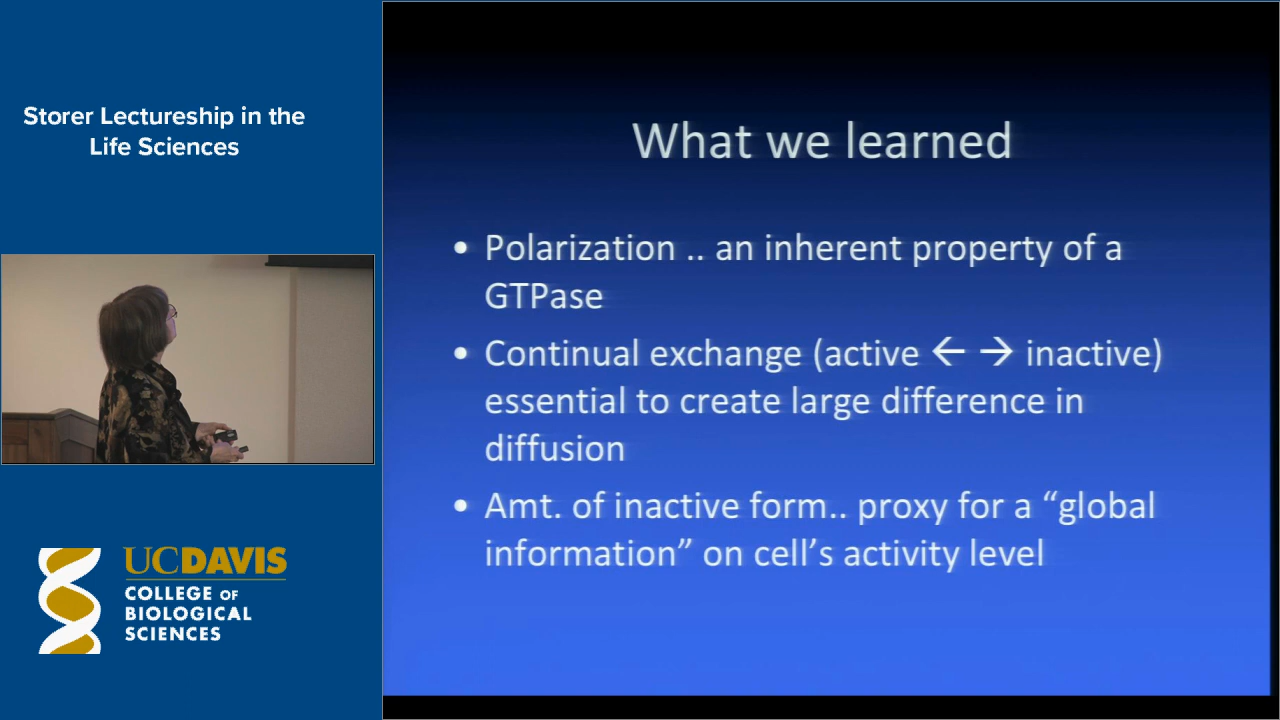 Storer Lectureship in the
Life Sciences
What we learned
• Polarization .. an inherent property of a
GTPase
• Continual exchange (active ← → inactive)
essential to create large difference in
diffusion
• Amt. of inactive form.. proxy for a “global
information” on cell’s activity level
UCDAVIS
COLLEGE OF
BIOLOGICAL
SCIENCES